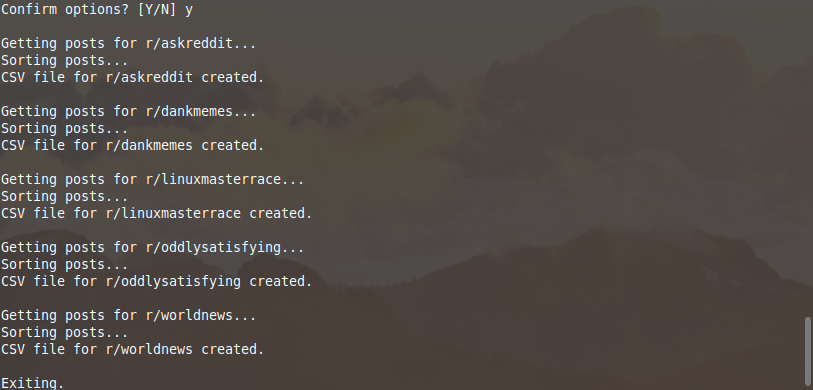 Confirm options? [Y/N] y
Getting posts for r/askreddit...
Sorting posts...
CSV file for r/askreddit created.
Getting posts for r/dankmemes...
Sorting posts...
CSV file for r/dankmemes created.
Getting posts for r/linuxmasterrace...
Sorting posts...
CSV file for r/linuxmasterrace created.
Getting posts for r/oddlysatisfying...
Sorting posts...
CSV file for r/oddlysatisfying created.
Getting posts for r/worldnews...
Sorting posts...
CSV file for r/worldnews created.
Exiting.